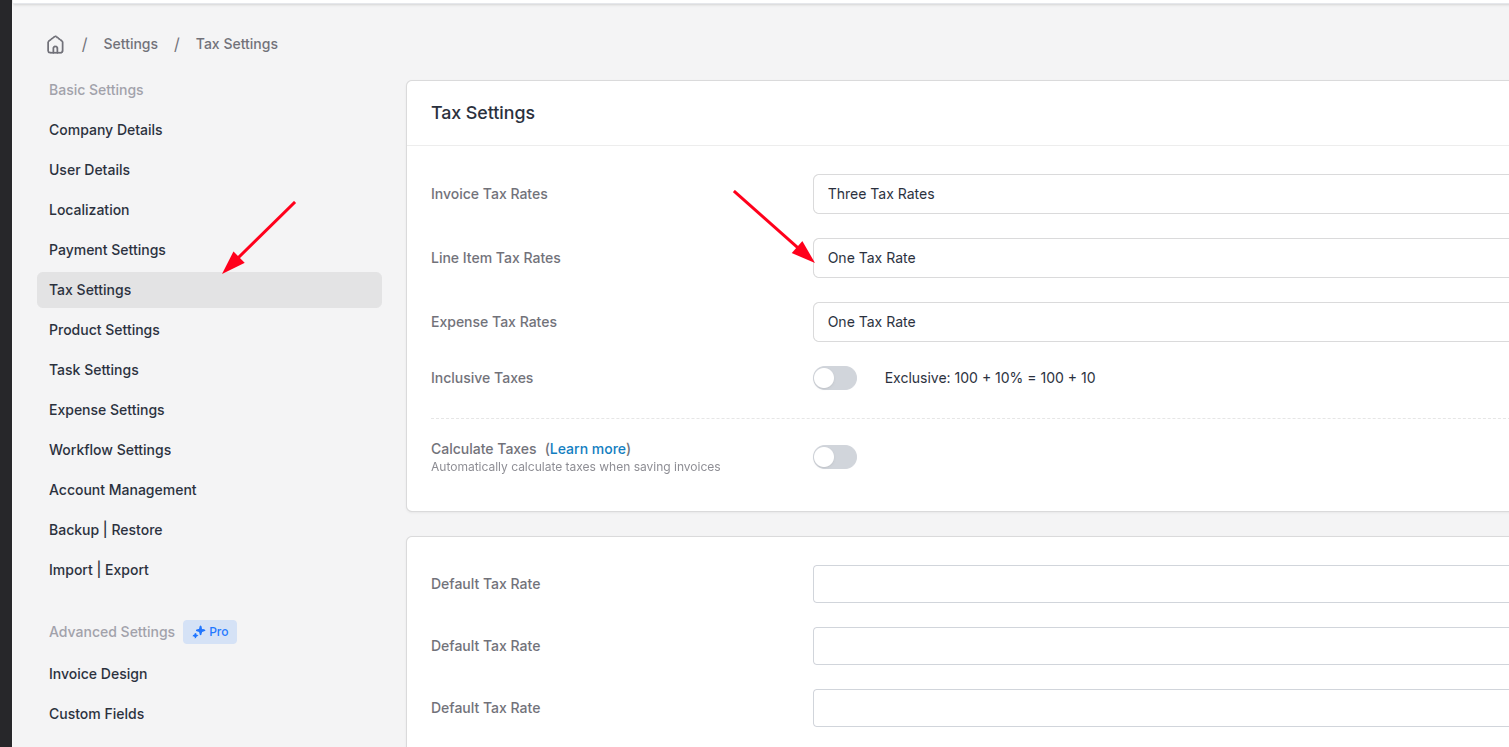 / Settings / Tax Settings
Basic Settings
Company Details
User Details
Localization
Payment Settings
Tax Settings
Product Settings
Task Settings
Expense Settings
Workflow Settings
Account Management
Backup | Restore
Import | Export
Advanced Settings Pro
Invoice Design
Custom Fields
Tax Settings
Invoice Tax Rates Three Tax Rates
Line Item Tax Rates One Tax Rate
Expense Tax Rates One Tax Rate
Inclusive Taxes Exclusive: 100 + 10% = 100 + 10
Calculate Taxes (Learn more)
Automatically calculate taxes when saving invoices
Default Tax Rate
Default Tax Rate
Default Tax Rate